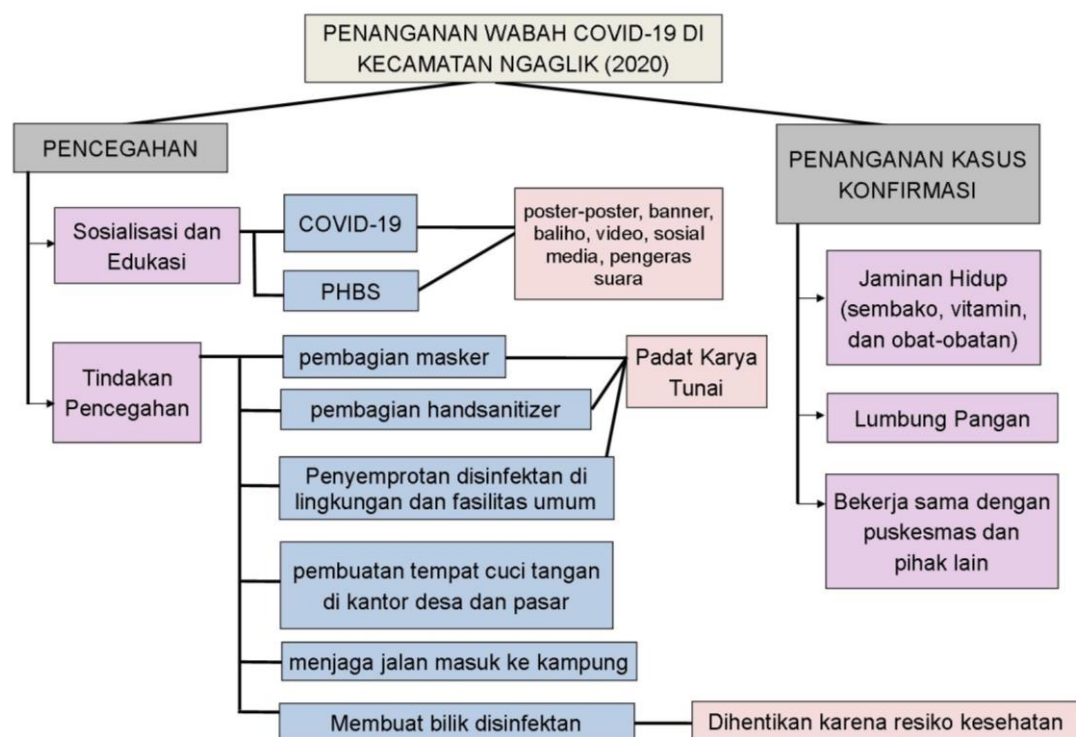 PENANGANAN WABAH COVID-19 DI
KECAMATAN NGAGLIK (2020)
PENCEGAHAN
Sosialisasi dan
Edukasi
COVID-19
PHBS
poster-poster, banner,
baliho, video, sosial
media, pengeras
suara
Tindakan
Pencegahan
pembagian masker
pembagian handsanitizer
Penyemprotan disinfektan di
lingkungan dan fasilitas umum
pembuatan tempat cuci tangan
di kantor desa dan pasar
menjaga jalan masuk ke kampung
Membuat bilik disinfektan
Padat Karya
Tunai
Dihentikan karena resiko kesehatan
PENANGANAN KASUS
KONFIRMASI
Jaminan Hidup
(sembako, vitamin,
dan obat-obatan)
Lumbung Pangan
Bekerja sama dengan
puskesmas dan
pihak lain